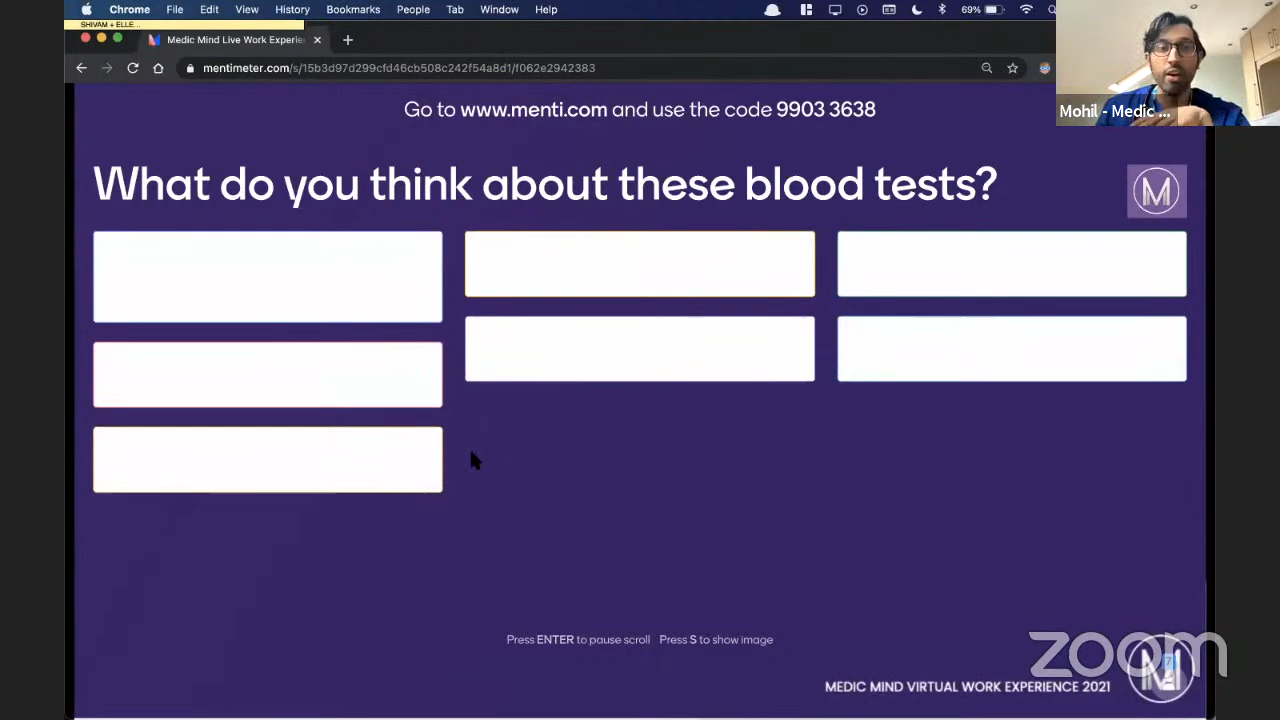 Chrome File Edit View History Bookmarks People Tab Window Help 69%
SHIVAM + ELLE...
Medic Mind Live Work Experie
mentimeter.com/s/15b3d97d299cfd46cb508c242f54a8d1/f062e2942383
Mohil - Medic ...
Go to www.menti.com and use the code 9903 3638
What do you think about these blood tests?
M
Press ENTER to pause scroll Press S to show image
zoom
MEDIC MIND VIRTUAL WORK EXPERIENCE 2021
M
7